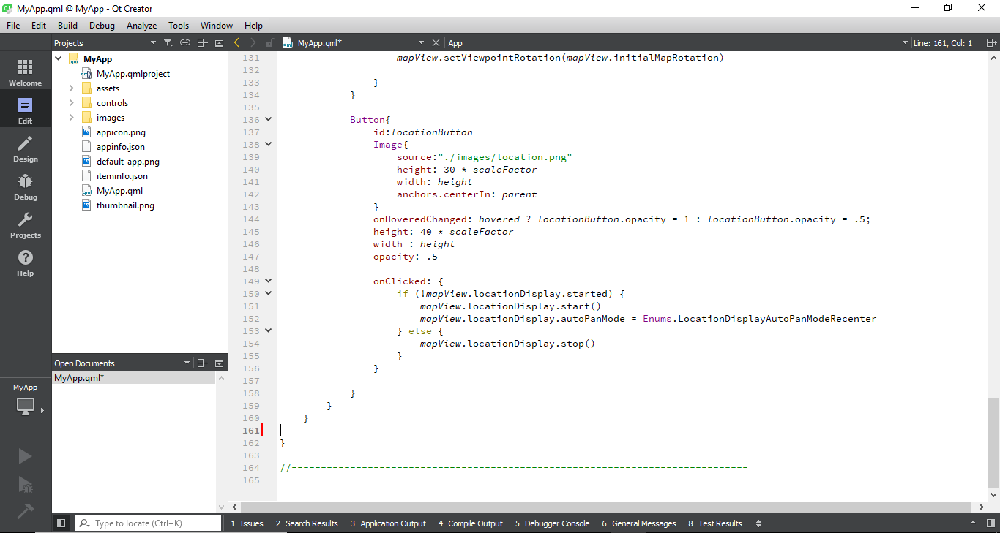 MyApp.qml @ MyApp - Qt Creator
File Edit Build Debug Analyze Tools Window Help
Projects
MyApp.qml*
App
Line: 161, Col: 1
Welcome
Edit
Design
Debug
Projects
Help
MyApp
MyApp
MyApp.qmlproject
assets
controls
images
appicon.png
appinfo.json
default-app.png
iteminfo.json
MyApp.qml
thumbnail.png
Open Documents
MyApp.qml*
131 mapView.setViewpointRotation(mapView.initialMapRotation)
132
133 }
134 }
135
136 Button{
137 id:locationButton
138 Image{
139 source:"./images/location.png"
140 height: 30 * scaleFactor
141 width: height
142 anchors.centerIn: parent
143 }
144 onHoveredChanged: hovered ? locationButton.opacity = 1 : locationButton.opacity = .5;
145 height: 40 * scaleFactor
146 width : height
147 opacity: .5
148
149 onClicked: {
150 if (!mapView.locationDisplay.started) {
151 mapView.locationDisplay.start()
152 mapView.locationDisplay.autoPanMode = Enums.LocationDisplayAutoPanModeRecenter
153 } else {
154 mapView.locationDisplay.stop()
155 }
156 }
157
158 }
159 }
160 }
161
162 }
163
164 //------------------------------------------------------------------------------
165
Type to locate (Ctrl+K)
1 Issues 2 Search Results 3 Application Output 4 Compile Output 5 Debugger Console 6 General Messages 8 Test Results